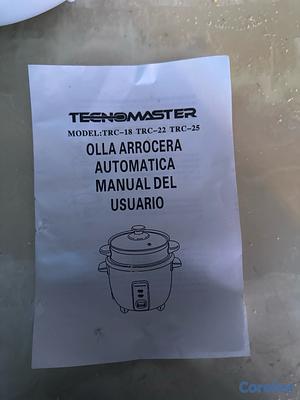 TECNOMASTER
MODEL:TRC-18 TRC-22 TRC-25
OLLA ARROCERA
AUTOMATICA
MANUAL DEL
USUARIO